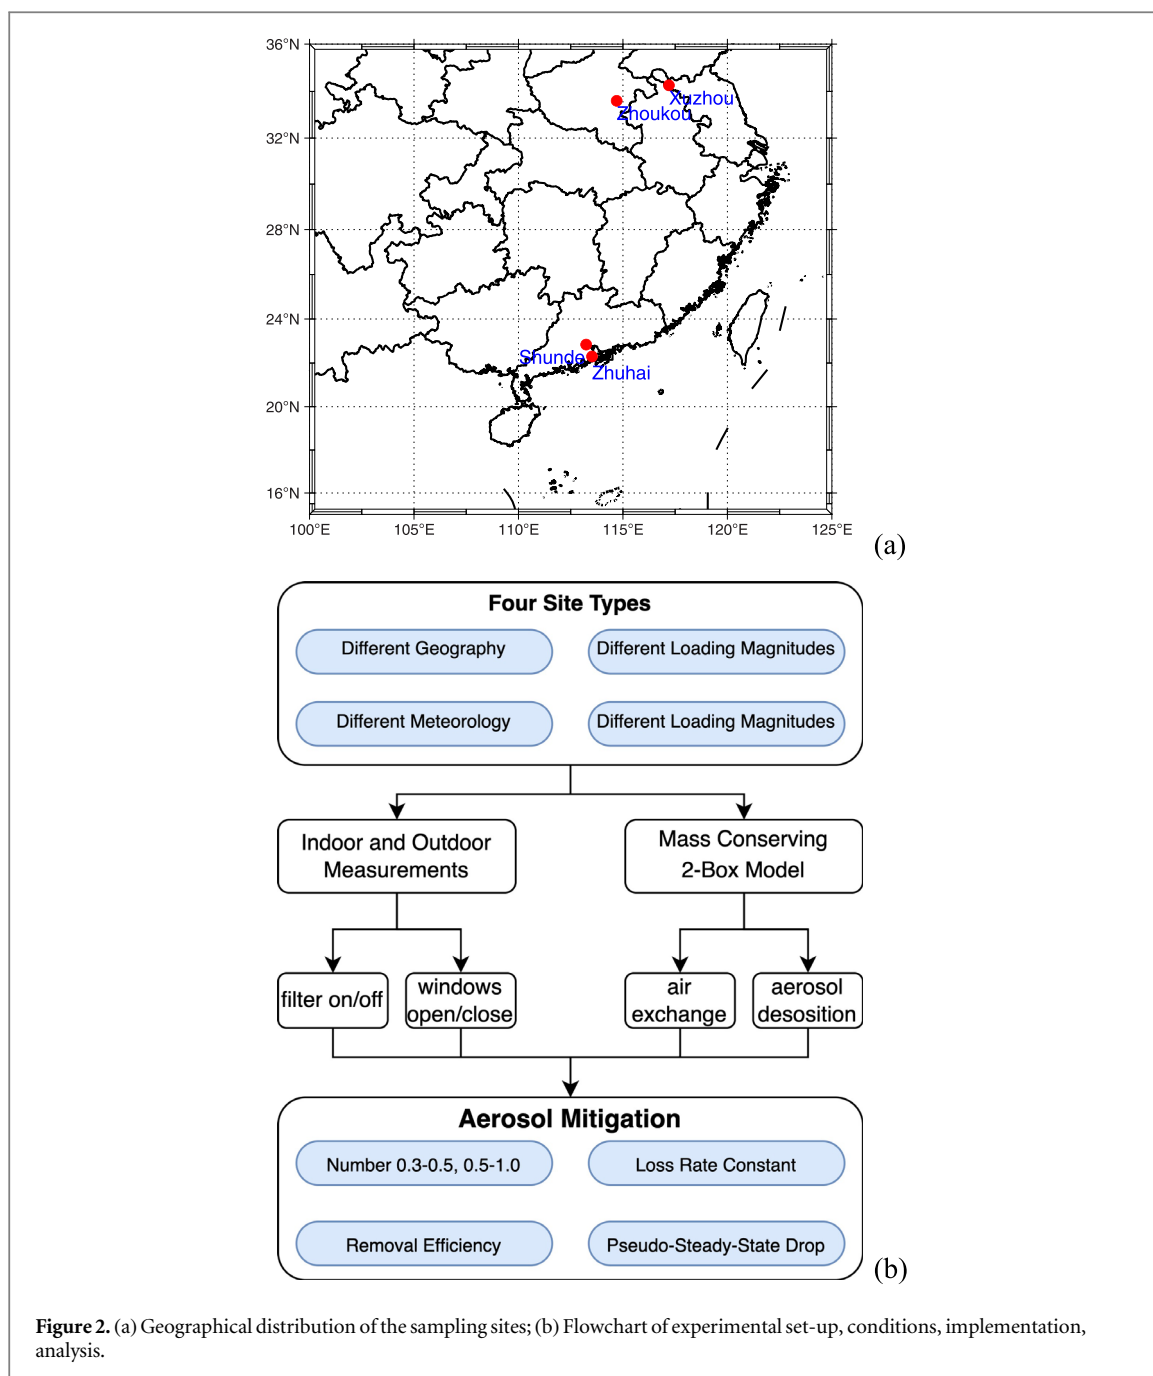 36°N
32°N
28°N
24°N
20°N
16°N
100°E
105°E
110°E
115°E
120°E
125°E
Xuzhou
Zhoukou
Shunde
Zhuhai
(a)
Four Site Types
Different Geography
Different Loading Magnitudes
Different Meteorology
Different Loading Magnitudes
Indoor and Outdoor
Measurements
Mass Conserving
2-Box Model
filter on/off
windows
open/close
air
exchange
aerosol
desosition
Aerosol Mitigation
Number 0.3-0.5, 0.5-1.0
Loss Rate Constant
Removal Efficiency
Pseudo-Steady-State Drop
(b)
Figure 2. (a) Geographical distribution of the sampling sites; (b) Flowchart of experimental set-up, conditions, implementation,
analysis.